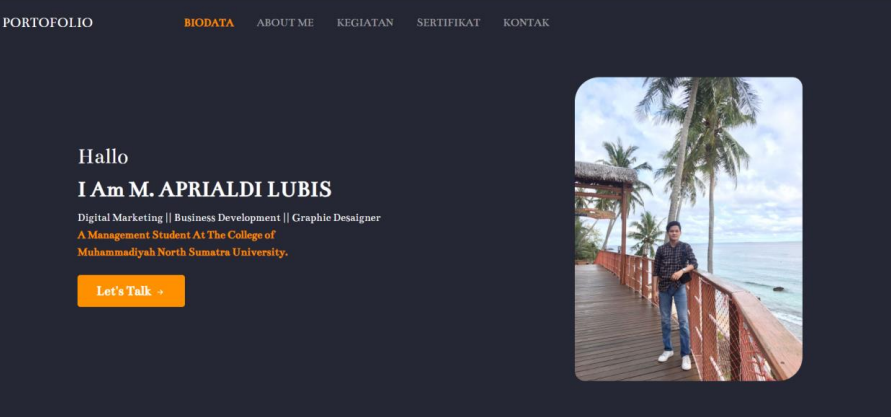 PORTOFOLIO
BIODATA ABOUT ME KEGIATAN SERTIFIKAT KONTAK
Hallo
I Am M. APRIALDI LUBIS
Digital Marketing || Business Development || Graphic Desaigner
A Management Student At The College of
Muhammadiyah North Sumatra University.
Let's Talk →